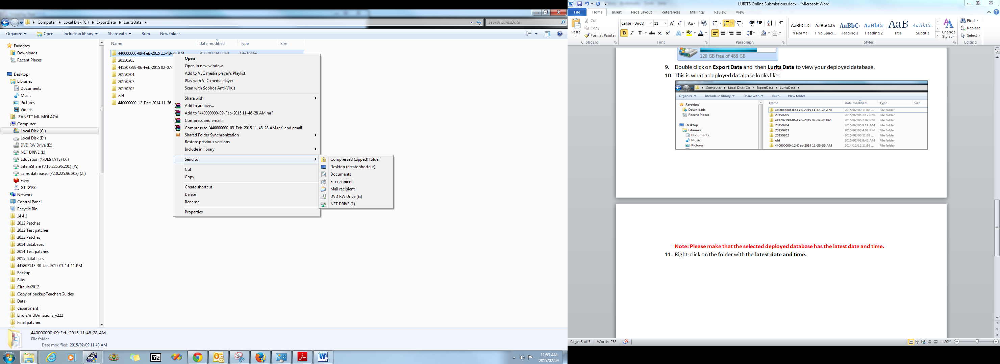 Computer ▸ Local Disk (C:) ▸ ExportData ▸ LuritsData ▸
Search LuritsData
Organize
Open
Include in library
Share with
Burn
New folder
Name
Date modified
Type
Size
440000000-09-Feb-2015 11-48-28 AM
2015/02/09 11:48
File folder
20150205
441207299-06-Feb-2015 02-07-
20150204
20150203
20150202
old
440000000-12-Dec-2014 11-36-
Favorites
Downloads
Recent Places
Desktop
Libraries
Documents
Music
Pictures
Videos
JEANETT MJ. MOLAOA
Computer
Local Disk (C:)
Local Disk (D:)
DVD RW Drive (E:)
NET DRIVE (I:)
Education (\\DESTATS) (X:)
InternShare (\\10.225.96.201) (Y:)
sams databases (\\10.225.96.202) (Z:)
Fiery
GT-I8190
Network
Control Panel
Recycle Bin
14.4.1
2012 Patches
2012 Test patches
2013 Patches
2014 databases
2014 Test patches
2015 databases
445802143-30-Jan-2015 01-14-11 PM
Backup
Bibs
Circular2012
Copy of backupTeachersGuides
Data
department
ErrorsAndOmissions_v222
Final patches
Open
Open in new window
Add to VLC media player's Playlist
Play with VLC media player
Scan with Sophos Anti-Virus
Share with
Add to archive...
Add to "440000000-09-Feb-2015 11-48-28 AM.rar"
Compress and email...
Compress to "440000000-09-Feb-2015 11-48-28 AM.rar" and email
Shared Folder Synchronization
Restore previous versions
Include in library
Send to
Cut
Copy
Create shortcut
Delete
Rename
Properties
Compressed (zipped) folder
Desktop (create shortcut)
Documents
Fax recipient
Mail recipient
DVD RW Drive (E:)
NET DRIVE (I:)
440000000-09-Feb-2015 11-48-28 AM
File folder
Date modified: 2015/02/09 11:48 AM
7z
11:53 AM
2015/02/09
LURITS Online Submissions.docx - Microsoft Word
File
Home
Insert
Page Layout
References
Mailings
Review
View
Paste
Cut
Copy
Format Painter
Clipboard
Calibri (Body)
11
Font
Paragraph
AaBbCcDc
¶ Normal
AaBbCcDc
¶ No Spaci...
AaBbC
Heading 1
AaBbCc
Heading 2
AaB
Title
AaBbCc.
Subtitle
Change Styles
Styles
Find
Replace
Select
Editing
120 GB free of 488 GB
9. Double click on Export Data and then Lurits Data to view your deployed database.
10. This is what a deployed database looks like:
Computer ▸ Local Disk (C:) ▸ ExportData ▸ LuritsData ▸
Organize
Include in library
Share with
Burn
New folder
Favorites
Downloads
Recent Places
Desktop
Libraries
Documents
Music
Pictures
Name Date modified Type Size
440000000-09-Feb-2015 11-48-28 AM 2015/02/09 11:48 ... File folder
20150205 2015/02/06 2:12 PM File folder
441207299-06-Feb-2015 02-07-20 PM 2015/02/06 2:07 PM File folder
20150204 2015/02/05 9:14 AM File folder
20150203 2015/02/03 4:02 PM File folder
20150202 2015/02/03 11:31 ... File folder
old 2015/02/02 8:42 AM File folder
440000000-12-Dec-2014 11-36-36 AM 2014/12/12 11:36 ... File folder
Note: Please make that the selected deployed database has the latest date and time.
11. Right-click on the folder with the latest date and time.
Page: 3 of 3
Words: 238
120%